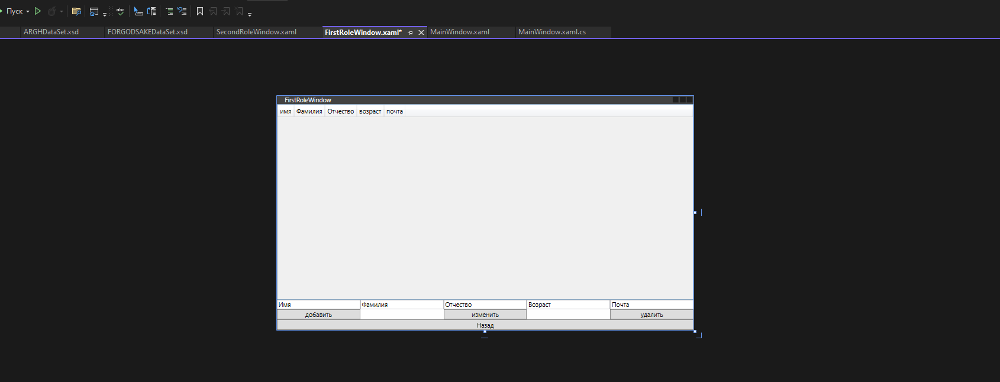 Пуск
abc
ARGHDataSet.xsd FORGODSAKEDataSet.xsd SecondRoleWindow.xaml FirstRoleWindow.xaml* MainWindow.xaml MainWindow.xaml.cs
FirstRoleWindow
имя Фамилия Отчество возраст почта
Имя Фамилия Отчество Возраст Почта
добавить изменить удалить
Назад